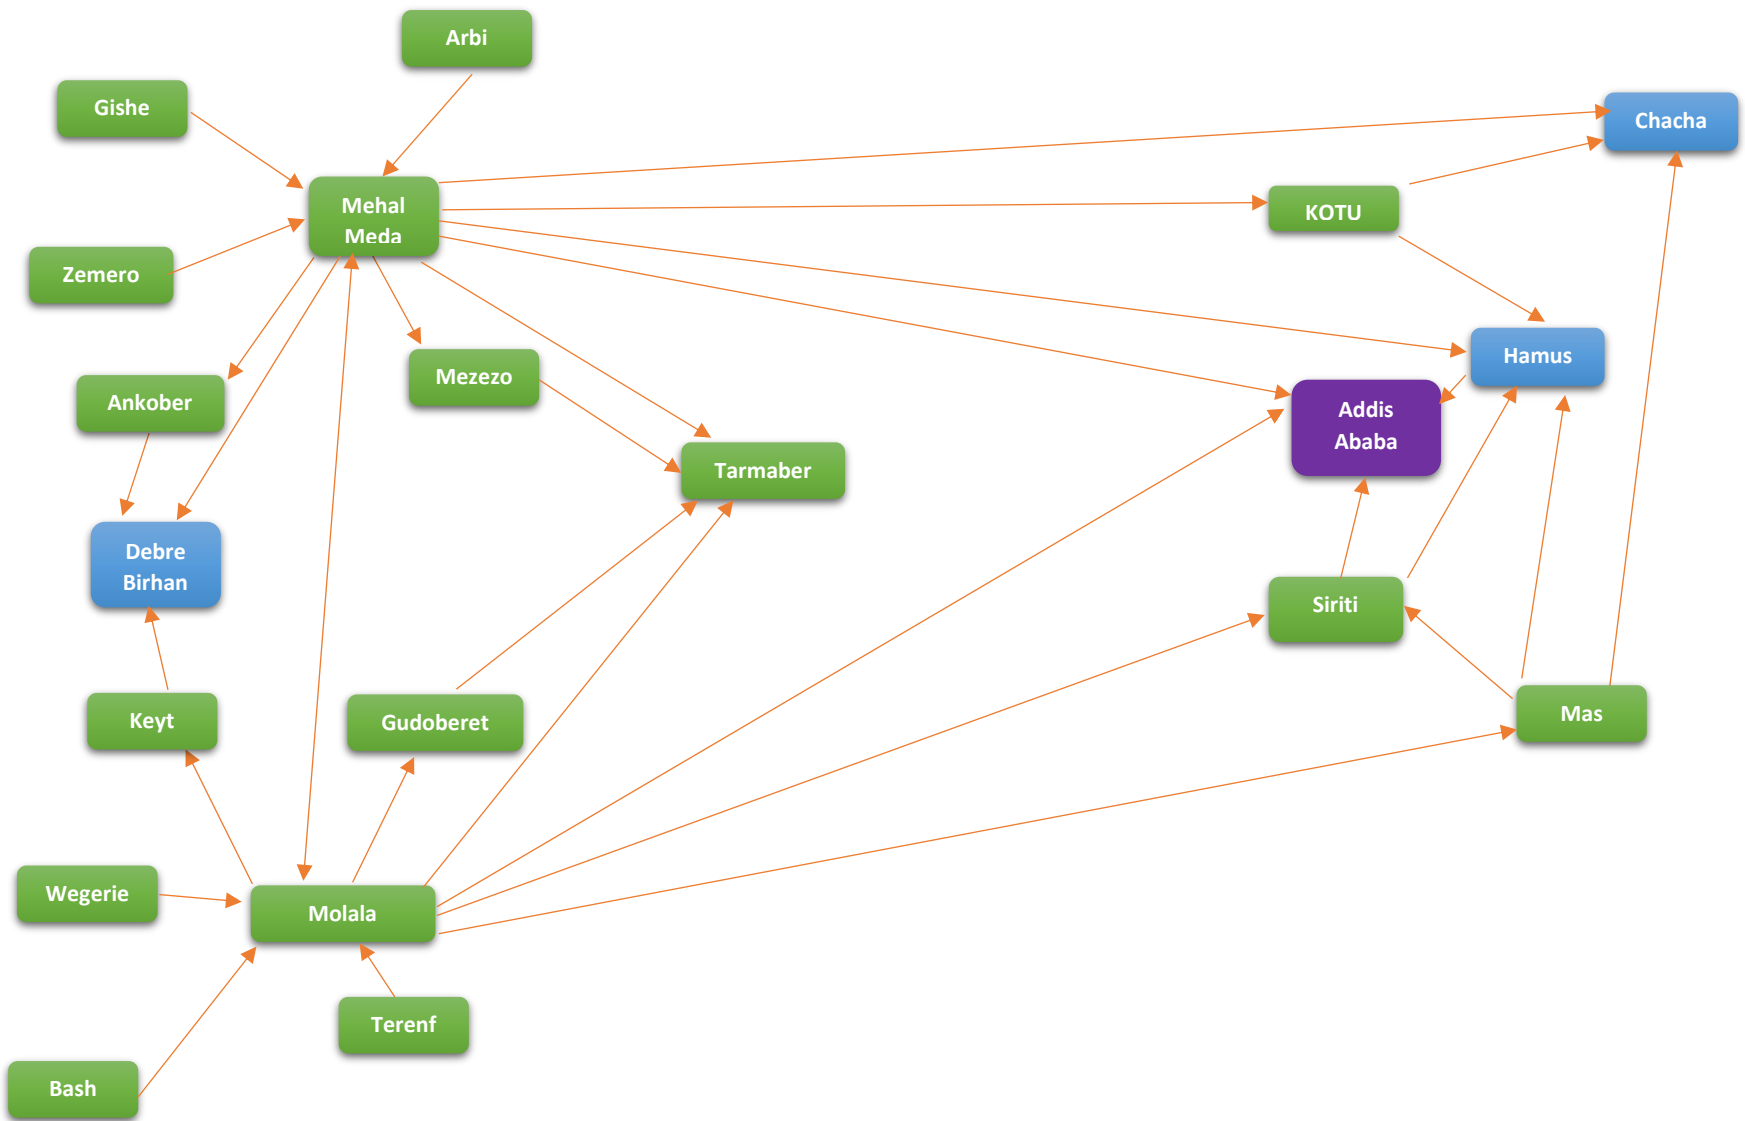 Arbi
Gishe
Chacha
Mehal
Meda
KOTU
Zemero
Hamus
Mezezo
Ankober
Addis
Ababa
Tarmaber
Debre
Birhan
Siriti
Keyt
Gudoberet
Mas
Wegerie
Molala
Terenf
Bash